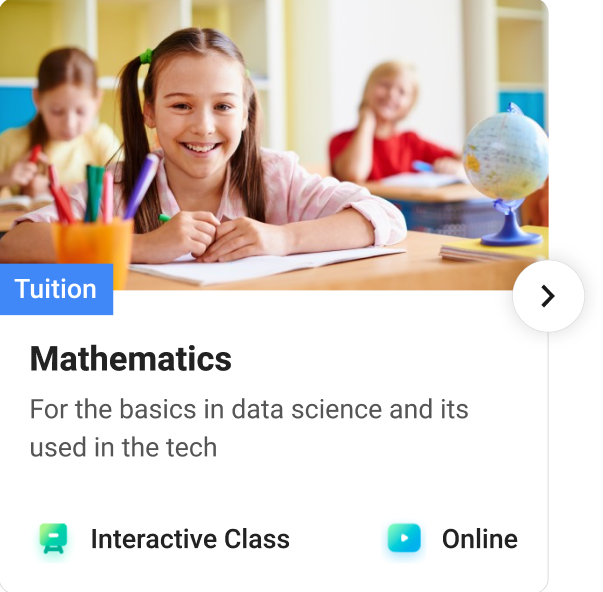 Tuition
Mathematics
For the basics in data science and its
used in the tech
Interactive Class
Online